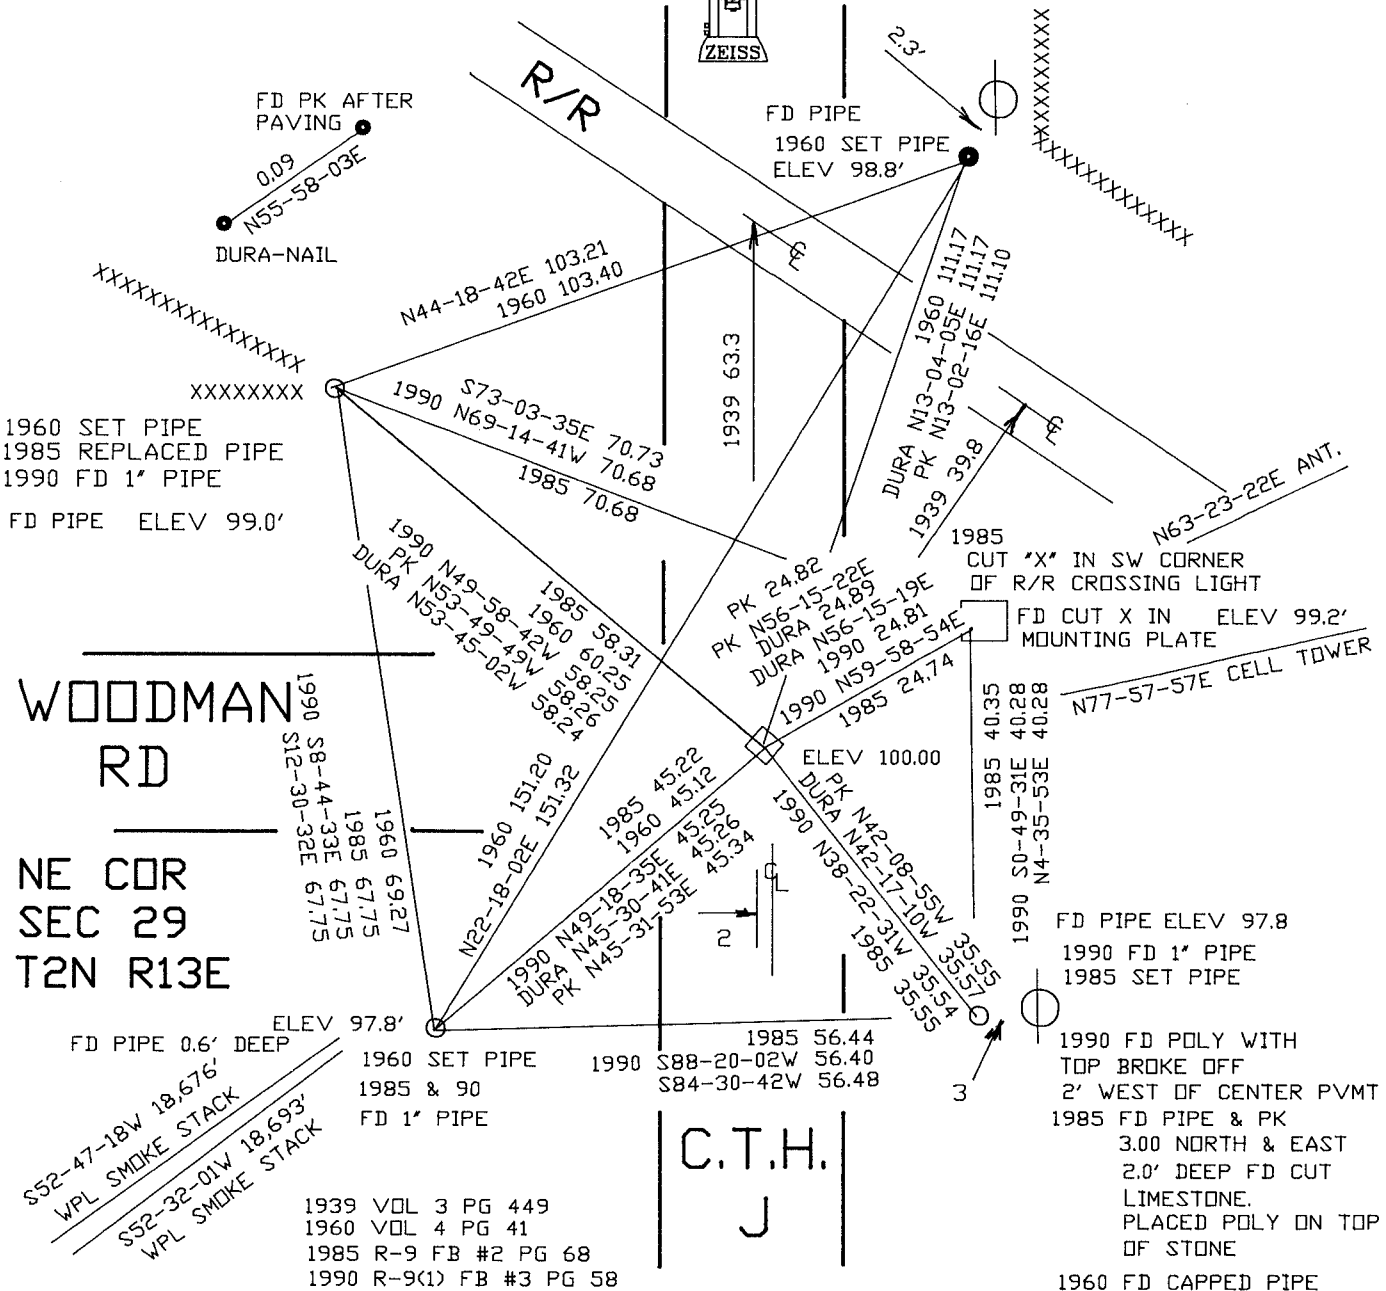 ZEISS
2.3'
R/R
FD PK AFTER
PAVING
0.09
N55-58-03E
DURA-NAIL
FD PIPE
1960 SET PIPE
ELEV 98.8'
N44-18-42E 103.21
1960 103.40
℄
1939 63.3
1960 111.17
DURA N13-04-05E 111.17
PK N13-02-16E 111.10
1939 39.8
℄
XXXXXXXXXXXXXXX
XXXXXXXX
XXXXXXXXXXX
XXXXXXXXXXXXX
1960 SET PIPE
1985 REPLACED PIPE
1990 FD 1" PIPE
FD PIPE ELEV 99.0'
S73-03-35E 70.73
1990 N69-14-41W 70.68
1985 70.68
N63-23-22E ANT.
1985
CUT "X" IN SW CORNER
OF R/R CROSSING LIGHT
FD CUT X IN ELEV 99.2'
MOUNTING PLATE
N77-57-57E CELL TOWER
1985 58.31
1960 60.25
1990 N49-58-42W 58.25
PK N53-49-49W 58.26
DURA N53-45-02W 58.24
PK 24.82
PK N56-15-22E
DURA 24.89
DURA N56-15-19E
1990 24.81
1990 N59-58-54E
1985 24.74
WOODMAN
RD
NE COR
SEC 29
T2N R13E
1990 S8-44-33E 67.75
S12-30-32E 67.75
1985 67.75
1960 69.27
1960 151.20
N22-18-02E 151.32
1985 45.22
1960 45.12
1990 N49-18-35E 45.25
DURA N45-30-41E 45.26
PK N45-31-53E 45.34
ELEV 100.00
PK N42-08-55W 35.55
DURA N42-17-10W 35.57
1990 N38-22-31W 35.54
1985 35.55
1985 40.35
1990 S0-49-31E 40.28
N4-35-53E 40.28
2
℄
FD PIPE ELEV 97.8
1990 FD 1" PIPE
1985 SET PIPE
3
ELEV 97.8'
FD PIPE 0.6' DEEP
1960 SET PIPE
1985 & 90
FD 1" PIPE
1985 56.44
1990 S88-20-02W 56.40
S84-30-42W 56.48
S52-47-18W 18,676'
WPL SMOKE STACK
S52-32-01W 18,693'
WPL SMOKE STACK
C.T.H.
J
1990 FD POLY WITH
TOP BROKE OFF
2' WEST OF CENTER PVMT
1985 FD PIPE & PK
3.00 NORTH & EAST
2.0' DEEP FD CUT
LIMESTONE.
PLACED POLY ON TOP
OF STONE
1960 FD CAPPED PIPE
1939 VOL 3 PG 449
1960 VOL 4 PG 41
1985 R-9 FB #2 PG 68
1990 R-9(1) FB #3 PG 58